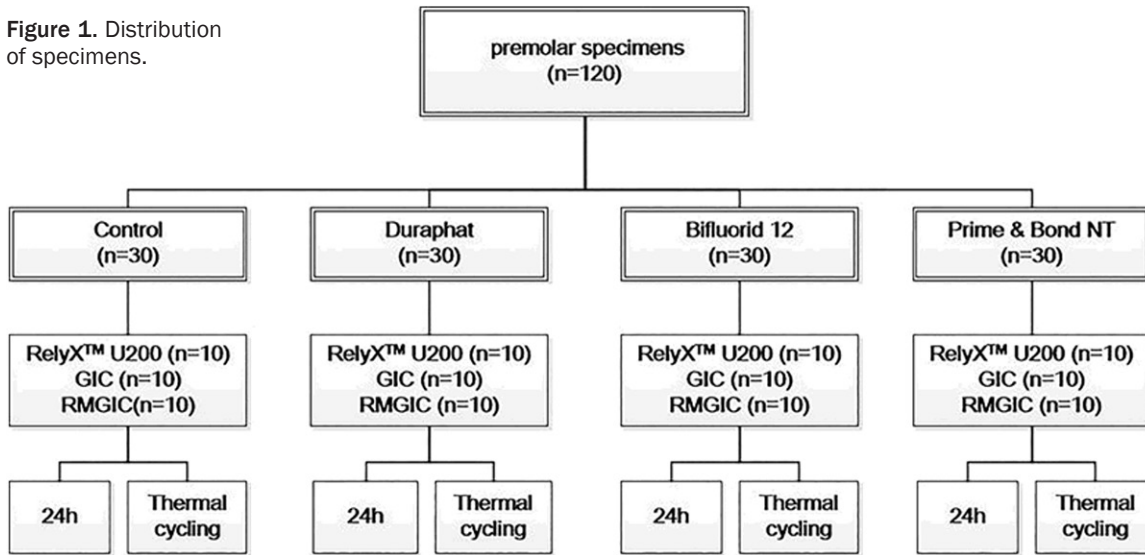 Figure 1. Distribution
of specimens.
premolar specimens
(n=120)
Control
(n=30)
Duraphat
(n=30)
Bifluorid 12
(n=30)
Prime & Bond NT
(n=30)
RelyX™ U200 (n=10)
GIC (n=10)
RMGIC(n=10)
RelyX™ U200 (n=10)
GIC (n=10)
RMGIC (n=10)
RelyX™ U200 (n=10)
GIC (n=10)
RMGIC (n=10)
RelyX™ U200 (n=10)
GIC (n=10)
RMGIC (n=10)
24h
Thermal
cycling
24h
Thermal
cycling
24h
Thermal
cycling
24h
Thermal
cycling